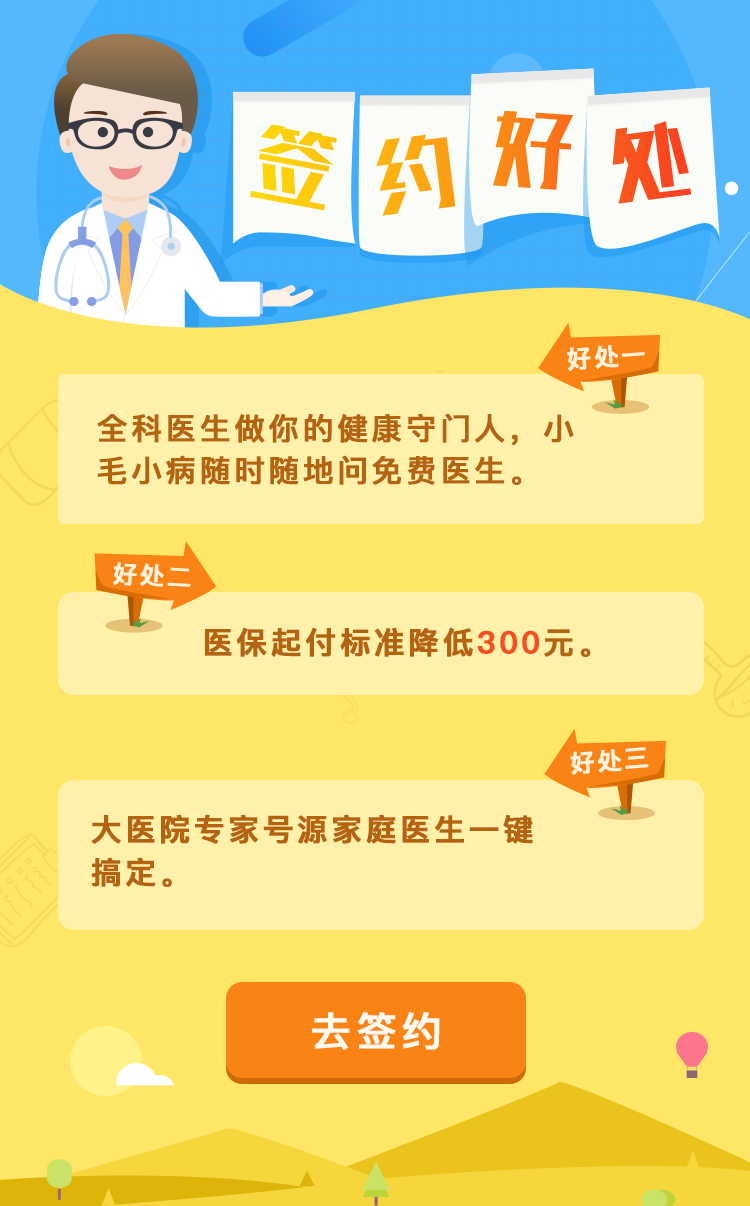 签约好处
好处一
全科医生做你的健康守门人，小
毛小病随时随地问免费医生。
好处二
医保起付标准降低300元。
好处三
大医院专家号源家庭医生一键
搞定。
去签约